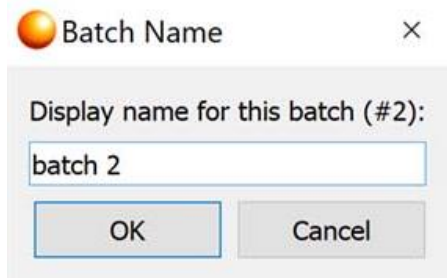 Batch Name
Display name for this batch (#2):
batch 2
OK Cancel